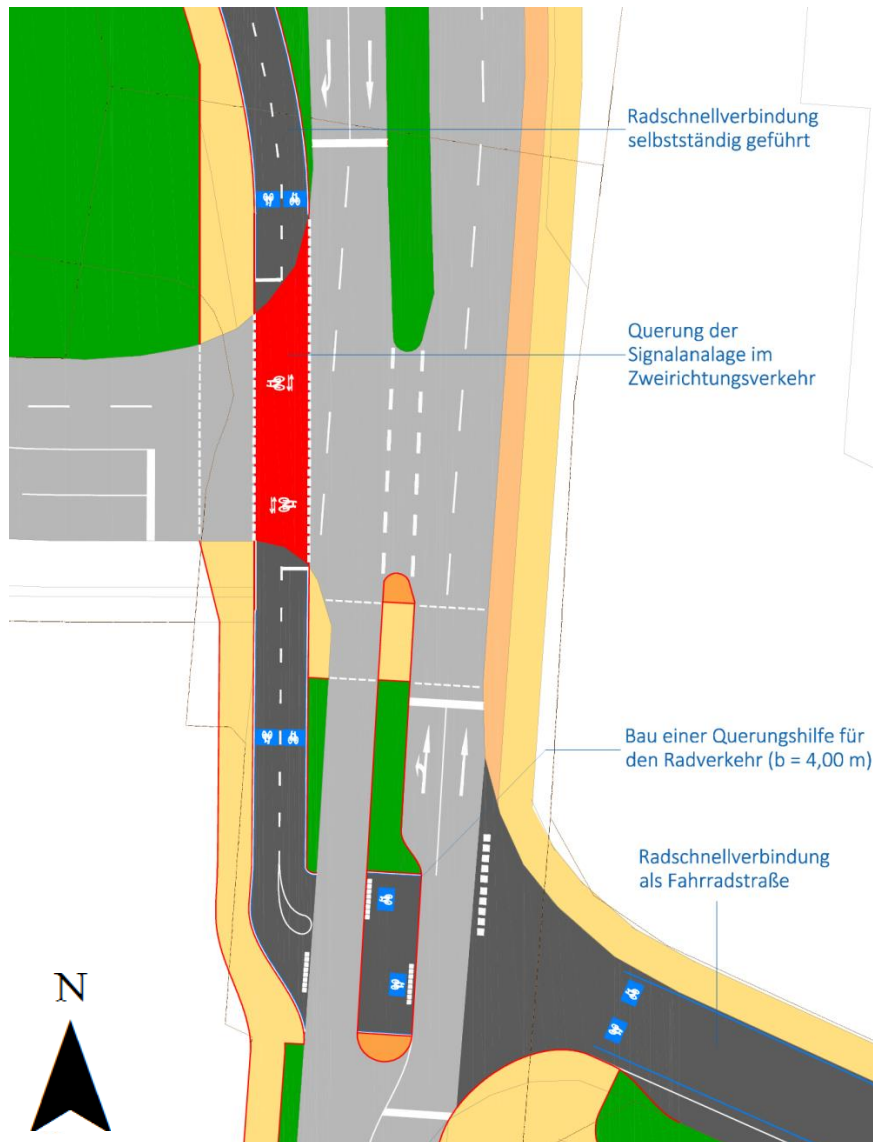 Radschnellverbindung
selbstständig geführt
Querung der
Signalanalage im
Zweirichtungsverkehr
Bau einer Querungshilfe für
den Radverkehr (b = 4,00 m)
Radschnellverbindung
als Fahrradstraße
N